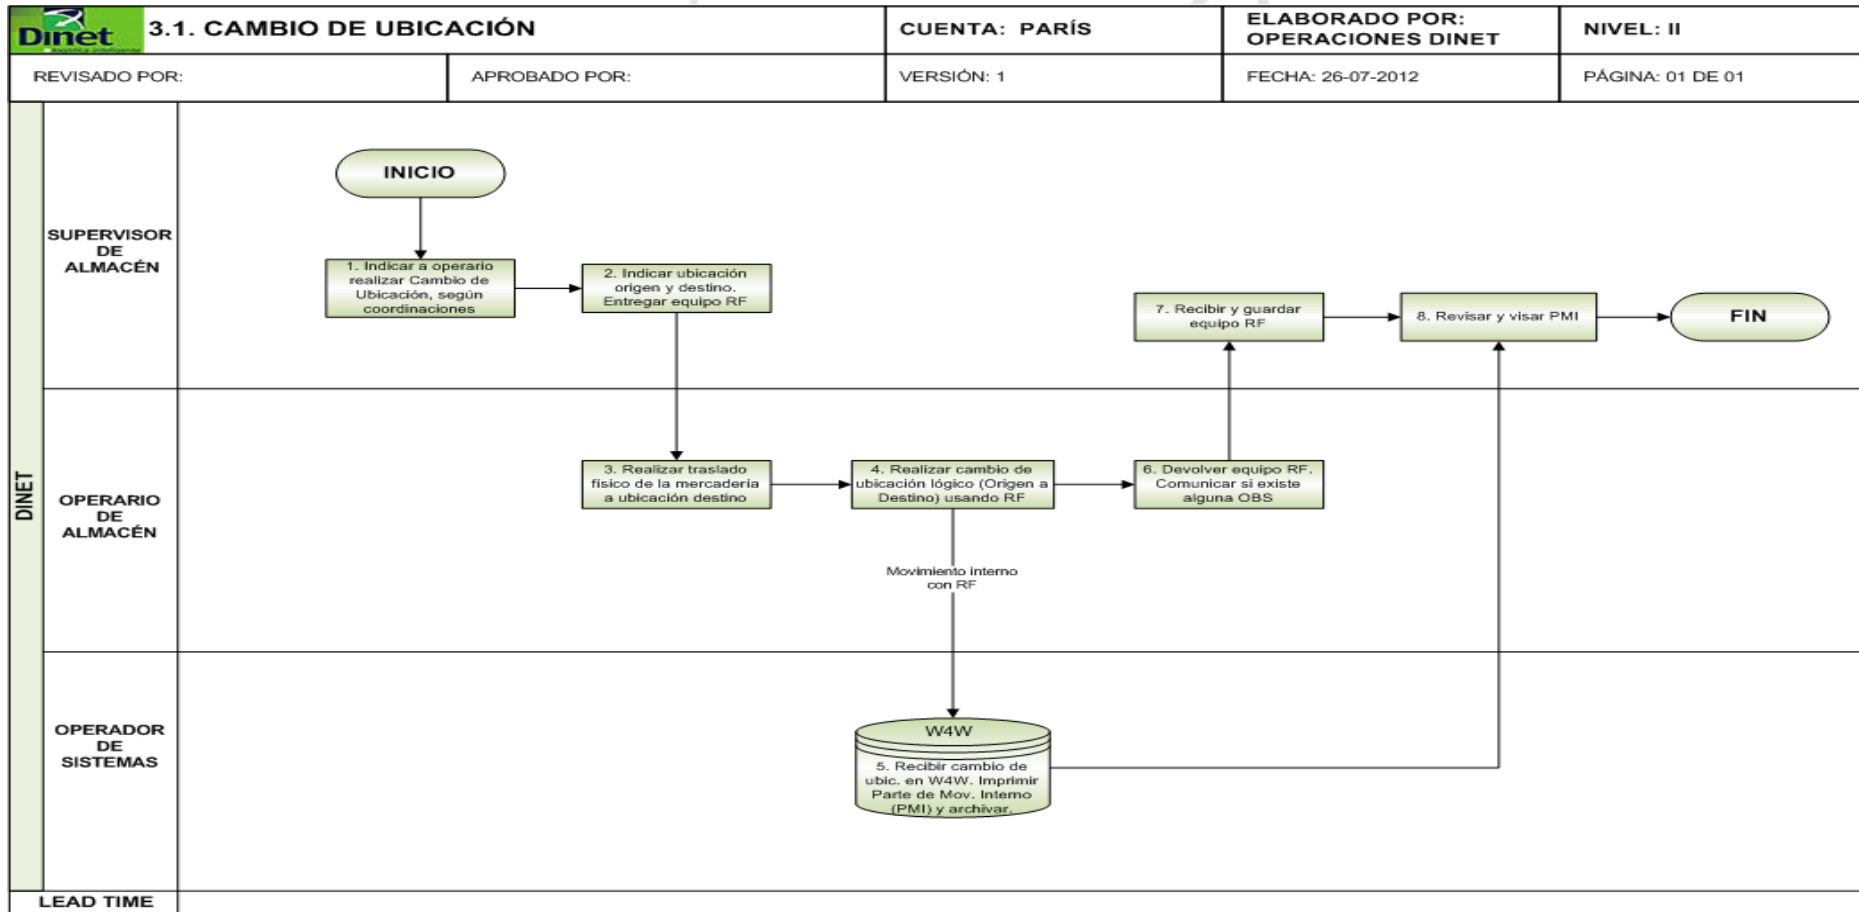 Dinet
3.1. CAMBIO DE UBICACIÓN
CUENTA: PARÍS
ELABORADO POR:
OPERACIONES DINET
NIVEL: II
REVISADO POR:
APROBADO POR:
VERSIÓN: 1
FECHA: 26-07-2012
PÁGINA: 01 DE 01
DINET
SUPERVISOR
DE
ALMACÉN
INICIO
1. Indicar a operario
realizar Cambio de
Ubicación, según
coordinaciones
2. Indicar ubicación
origen y destino.
Entregar equipo RF
7. Recibir y guardar
equipo RF
8. Revisar y visar PMI
FIN
OPERARIO
DE
ALMACÉN
3. Realizar traslado
físico de la mercadería
a ubicación destino
4. Realizar cambio de
ubicación lógico (Origen a
Destino) usando RF
6. Devolver equipo RF.
Comunicar si existe
alguna OBS
Movimiento interno
con RF
OPERADOR
DE
SISTEMAS
W4W
5. Recibir cambio de
ubic. en W4W. Imprimir
Parte de Mov. Interno
(PMI) y archivar.
LEAD TIME